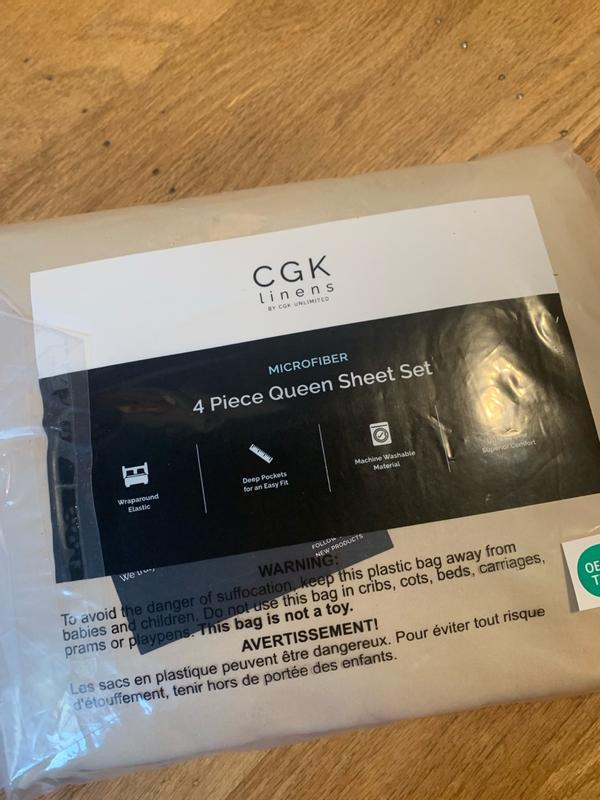 CGK
linens
BY CGK UNLIMITED
MICROFIBER
4 Piece Queen Sheet Set
Wraparound
Elastic
Deep Pockets
for an Easy Fit
Machine Washable
Material
Superior Comfort
We truly
FOLLOW
NEW PRODUCTS
WARNING:
To avoid the danger of suffocation, keep this plastic bag away from
babies and children. Do not use this bag in cribs, cots, beds, carriages,
prams or playpens. This bag is not a toy.
AVERTISSEMENT!
Les sacs en plastique peuvent être dangereux. Pour éviter tout risque
d'étouffement, tenir hors de portée des enfants.
OE
T